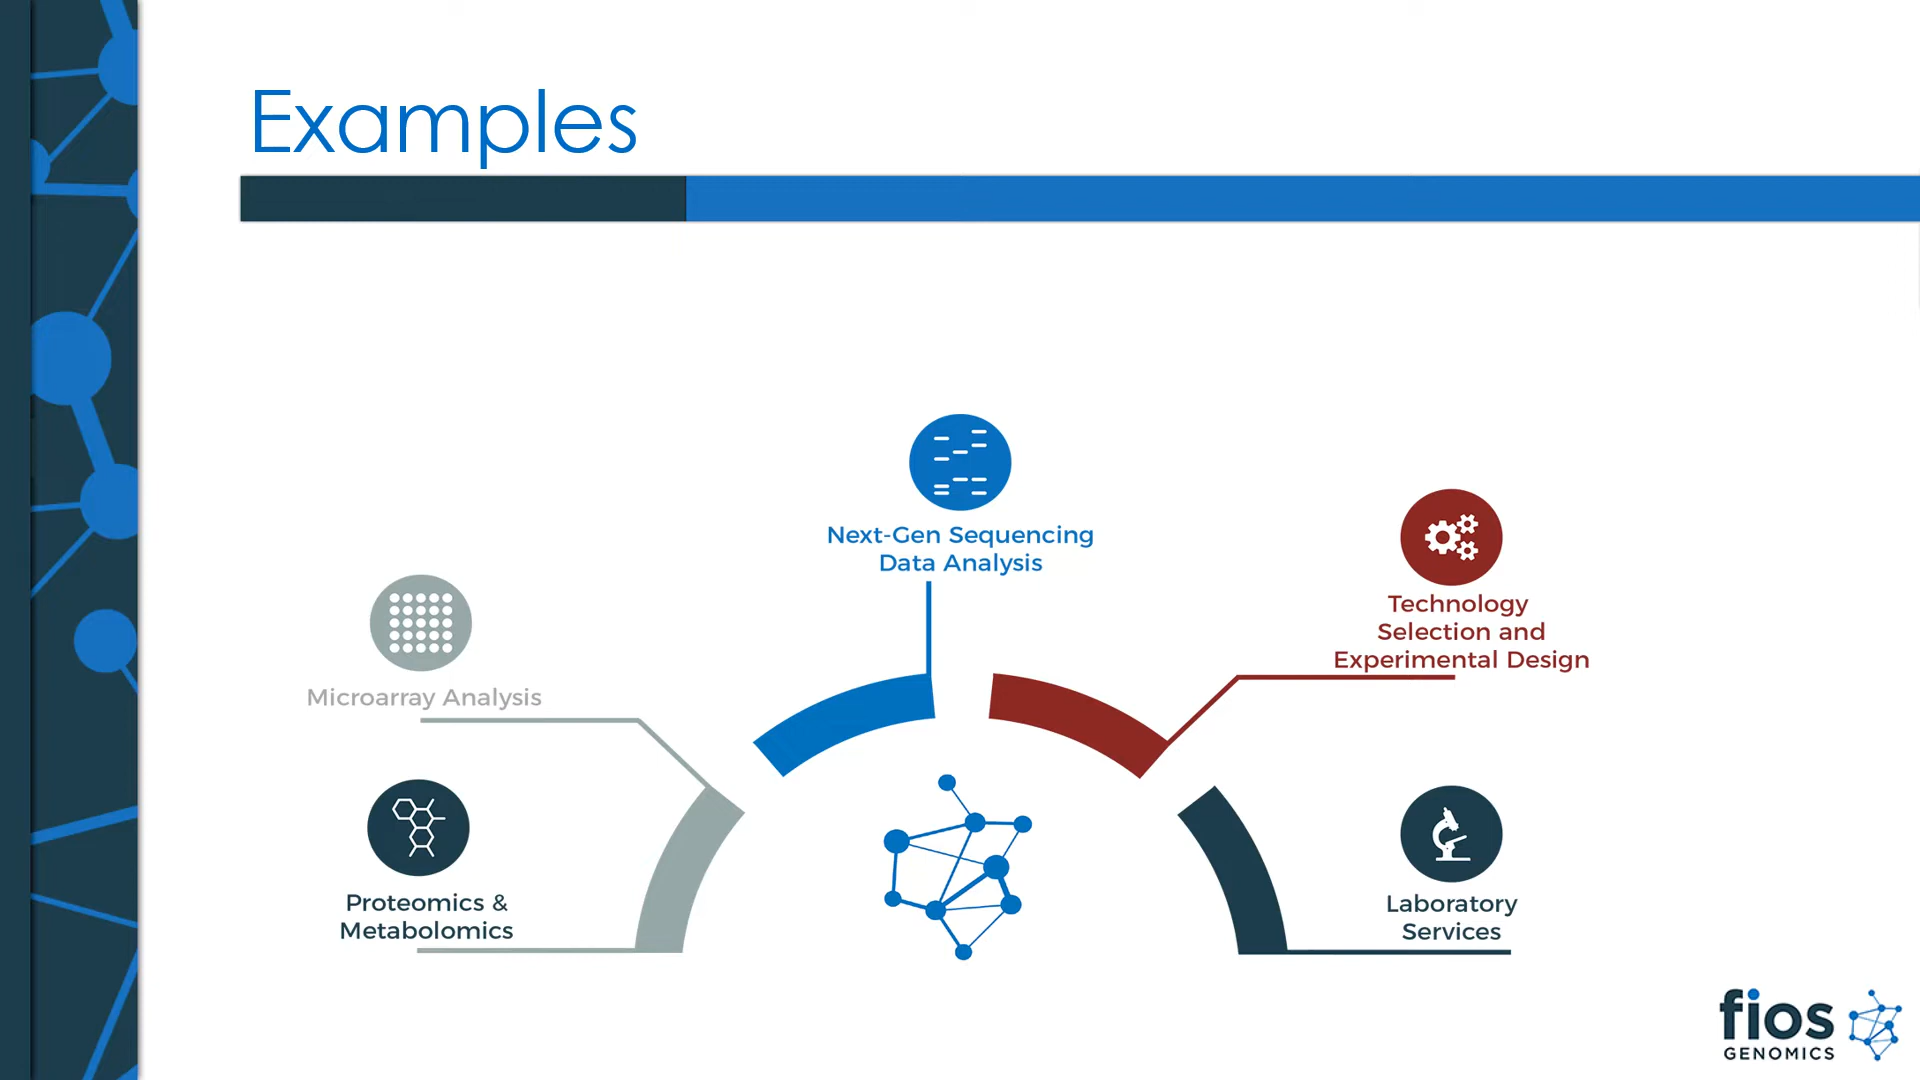 Examples
Next-Gen Sequencing
Data Analysis
Technology
Selection and
Experimental Design
Microarray Analysis
Proteomics &
Metabolomics
Laboratory
Services
fios
GENOMICS